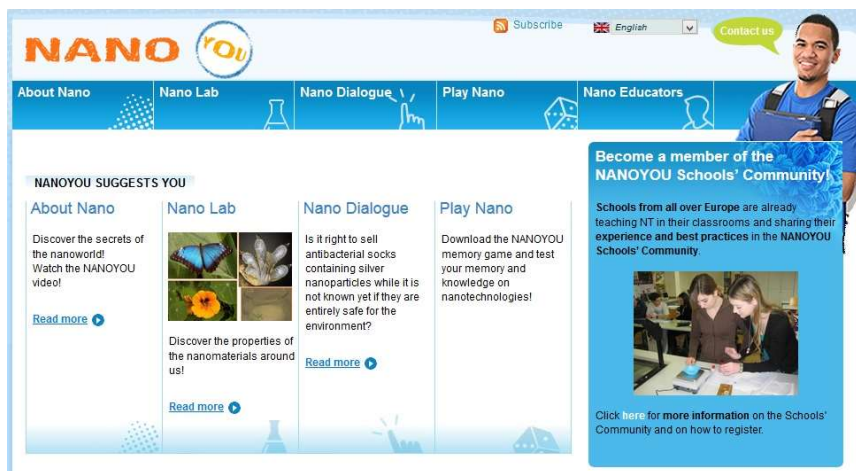 NANO YOU
Subscribe
English
Contact us
About Nano
Nano Lab
Nano Dialogue
Play Nano
Nano Educators
NANOYOU SUGGESTS YOU
About Nano
Discover the secrets of
the nanoworld!
Watch the NANOYOU
video!
Read more
Nano Lab
Discover the properties of
the nanomaterials around
us!
Read more
Nano Dialogue
Is it right to sell
antibacterial socks
containing silver
nanoparticles while it is
not known yet if they are
entirely safe for the
environment?
Read more
Play Nano
Download the NANOYOU
memory game and test
your memory and
knowledge on
nanotechnologies!
Become a member of the
NANOYOU Schools' Community!
Schools from all over Europe are already
teaching NT in their classrooms and sharing their
experience and best practices in the NANOYOU
Schools' Community.
Click here for more information on the Schools'
Community and on how to register.